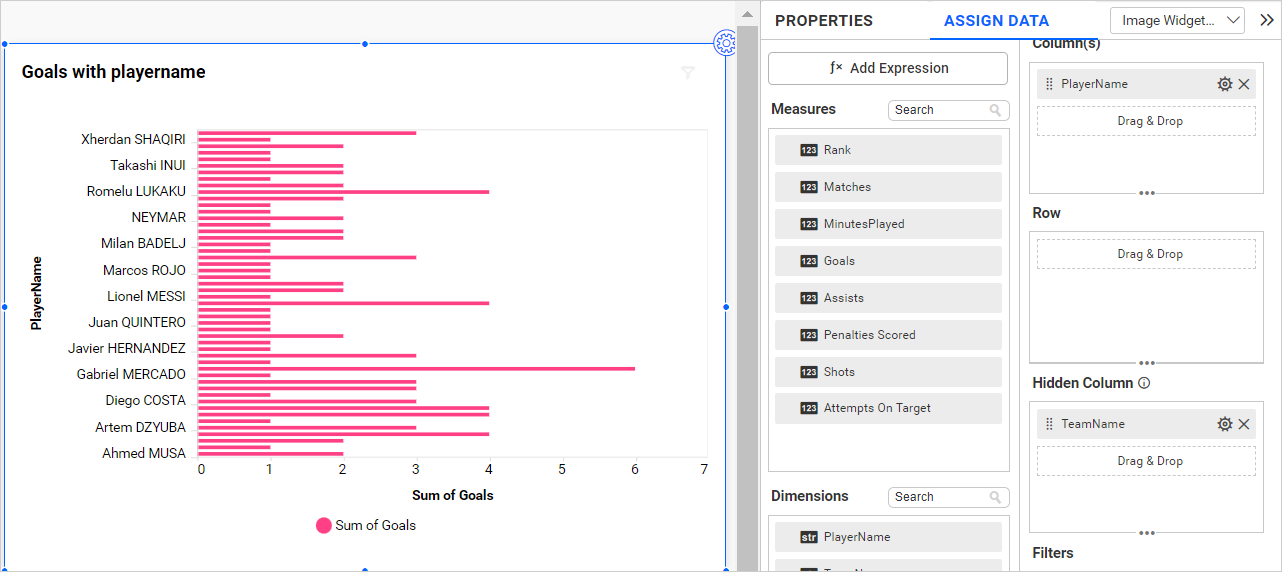 Goals with playername
PlayerName
Xherdan SHAQIRI
Takashi INUI
Romelu LUKAKU
NEYMAR
Milan BADELJ
Marcos ROJO
Lionel MESSI
Juan QUINTERO
Javier HERNANDEZ
Gabriel MERCADO
Diego COSTA
Artem DZYUBA
Ahmed MUSA
0 1 2 3 4 5 6 7
Sum of Goals
Sum of Goals
PROPERTIES
ASSIGN DATA
Image Widget...
ƒx Add Expression
Measures
Search
123 Rank
123 Matches
123 MinutesPlayed
123 Goals
123 Assists
123 Penalties Scored
123 Shots
123 Attempts On Target
Dimensions
Search
str PlayerName
Column(s)
PlayerName
Drag & Drop
Row
Drag & Drop
Hidden Column
TeamName
Drag & Drop
Filters